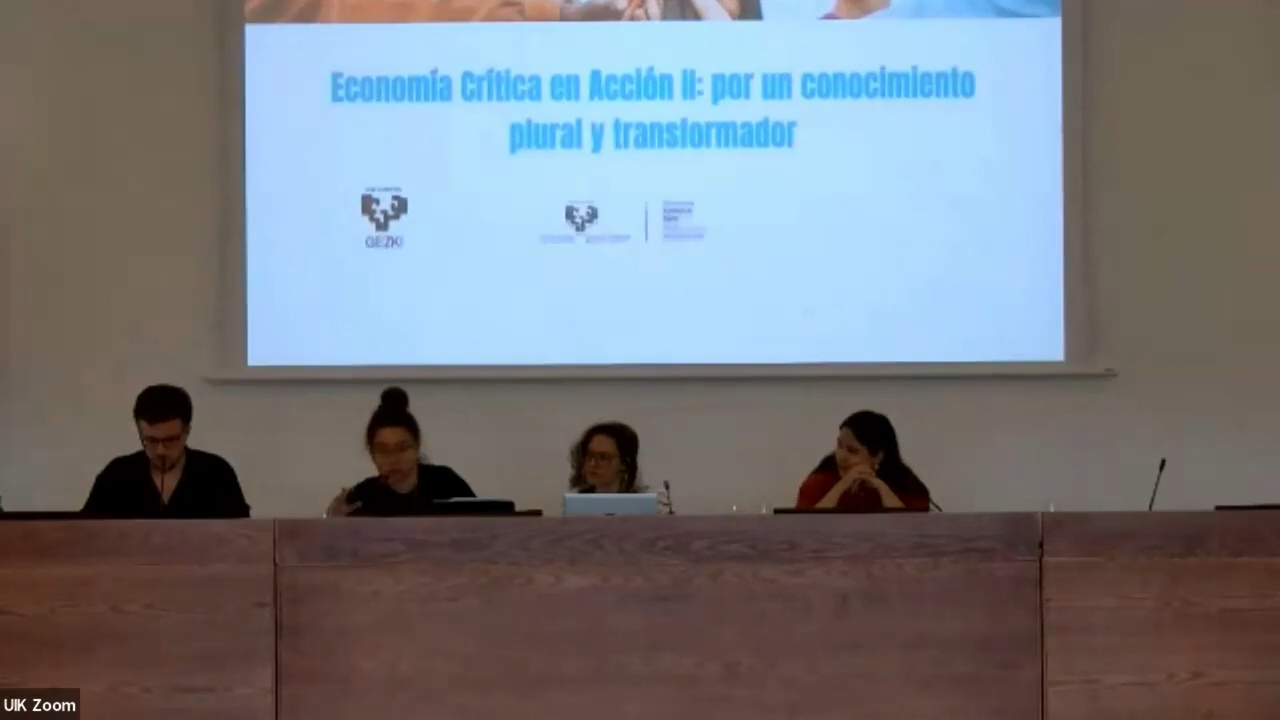 Economía Crítica en Acción II: por un conocimiento
plural y transformador
GEZKI
UIK Zoom